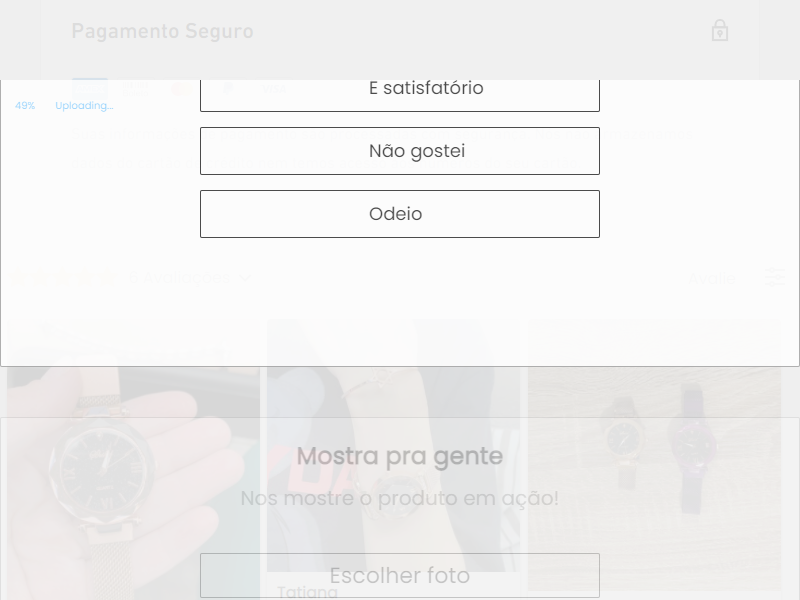 Pagamento Seguro
É satisfatório
49% Uploading...
Não gostei
Odeio
Mostra pra gente
Nos mostre o produto em ação!
Escolher foto
Tatiana